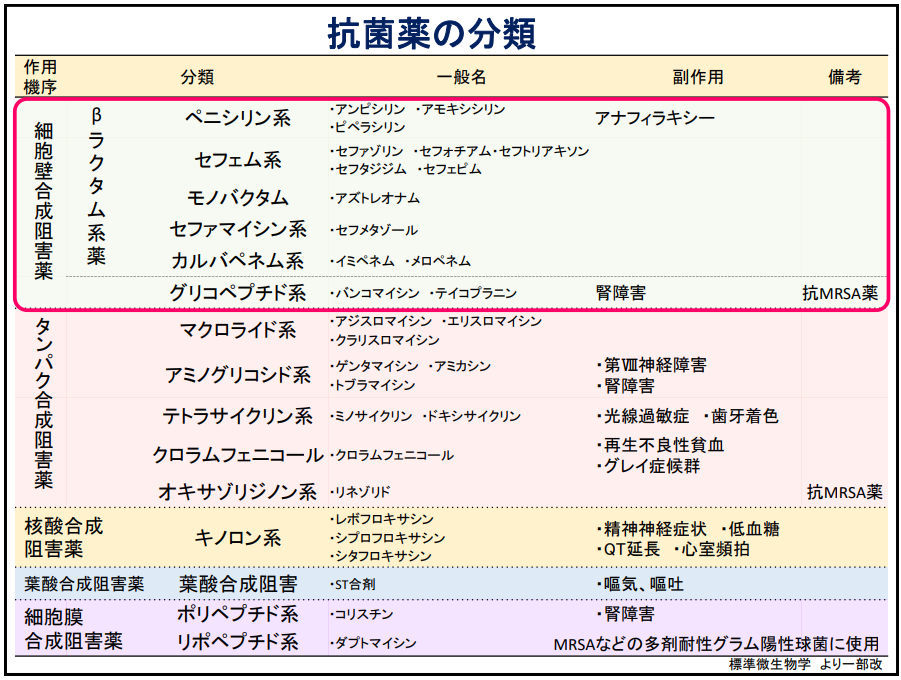 抗菌薬の分類
作用
機序
分類
一般名
副作用
備考
細胞壁合成阻害薬
βラクタム系薬
ペニシリン系
・アンピシリン ・アモキシシリン
・ピペラシリン
アナフィラキシー
セフェム系
・セファゾリン ・セフォチアム・セフトリアキソン
・セフタジジム ・セフェピム
モノバクタム
・アズトレオナム
セファマイシン系
・セフメタゾール
カルバペネム系
・イミペネム ・メロペネム
グリコペプチド系
・バンコマイシン ・テイコプラニン
腎障害
抗MRSA薬
タンパク合成阻害薬
マクロライド系
・アジスロマイシン ・エリスロマイシン
・クラリスロマイシン
アミノグリコシド系
・ゲンタマイシン ・アミカシン
・トブラマイシン
・第Ⅷ神経障害
・腎障害
テトラサイクリン系
・ミノサイクリン ・ドキシサイクリン
・光線過敏症 ・歯牙着色
クロラムフェニコール
・クロラムフェニコール
・再生不良性貧血
・グレイ症候群
オキサゾリジノン系
・リネゾリド
抗MRSA薬
核酸合成
阻害薬
キノロン系
・レボフロキサシン
・シプロフロキサシン
・シタフロキサシン
・精神神経症状 ・低血糖
・QT延長 ・心室頻拍
葉酸合成阻害薬
葉酸合成阻害
・ST合剤
・嘔気、嘔吐
細胞膜
合成阻害薬
ポリペプチド系
・コリスチン
・腎障害
リポペプチド系
・ダプトマイシン
MRSAなどの多剤耐性グラム陽性球菌に使用
標準微生物学 より一部改